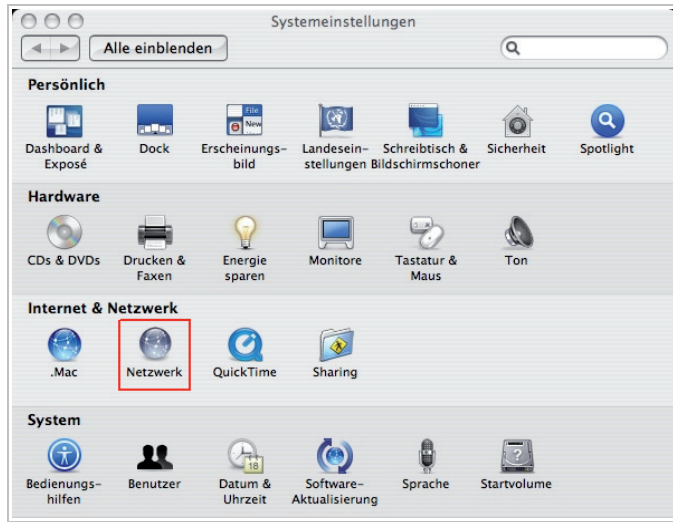 Systemeinstellungen
Alle einblenden
Persönlich
Dashboard & Exposé
Dock
Erscheinungs-
bild
Landesein-
stellungen
Schreibtisch &
Bildschirmschoner
Sicherheit
Spotlight
Hardware
CDs & DVDs
Drucken &
Faxen
Energie
sparen
Monitore
Tastatur &
Maus
Ton
Internet & Netzwerk
.Mac
Netzwerk
QuickTime
Sharing
System
Bedienungs-
hilfen
Benutzer
Datum &
Uhrzeit
Software-
Aktualisierung
Sprache
Startvolume
File
New
18
?